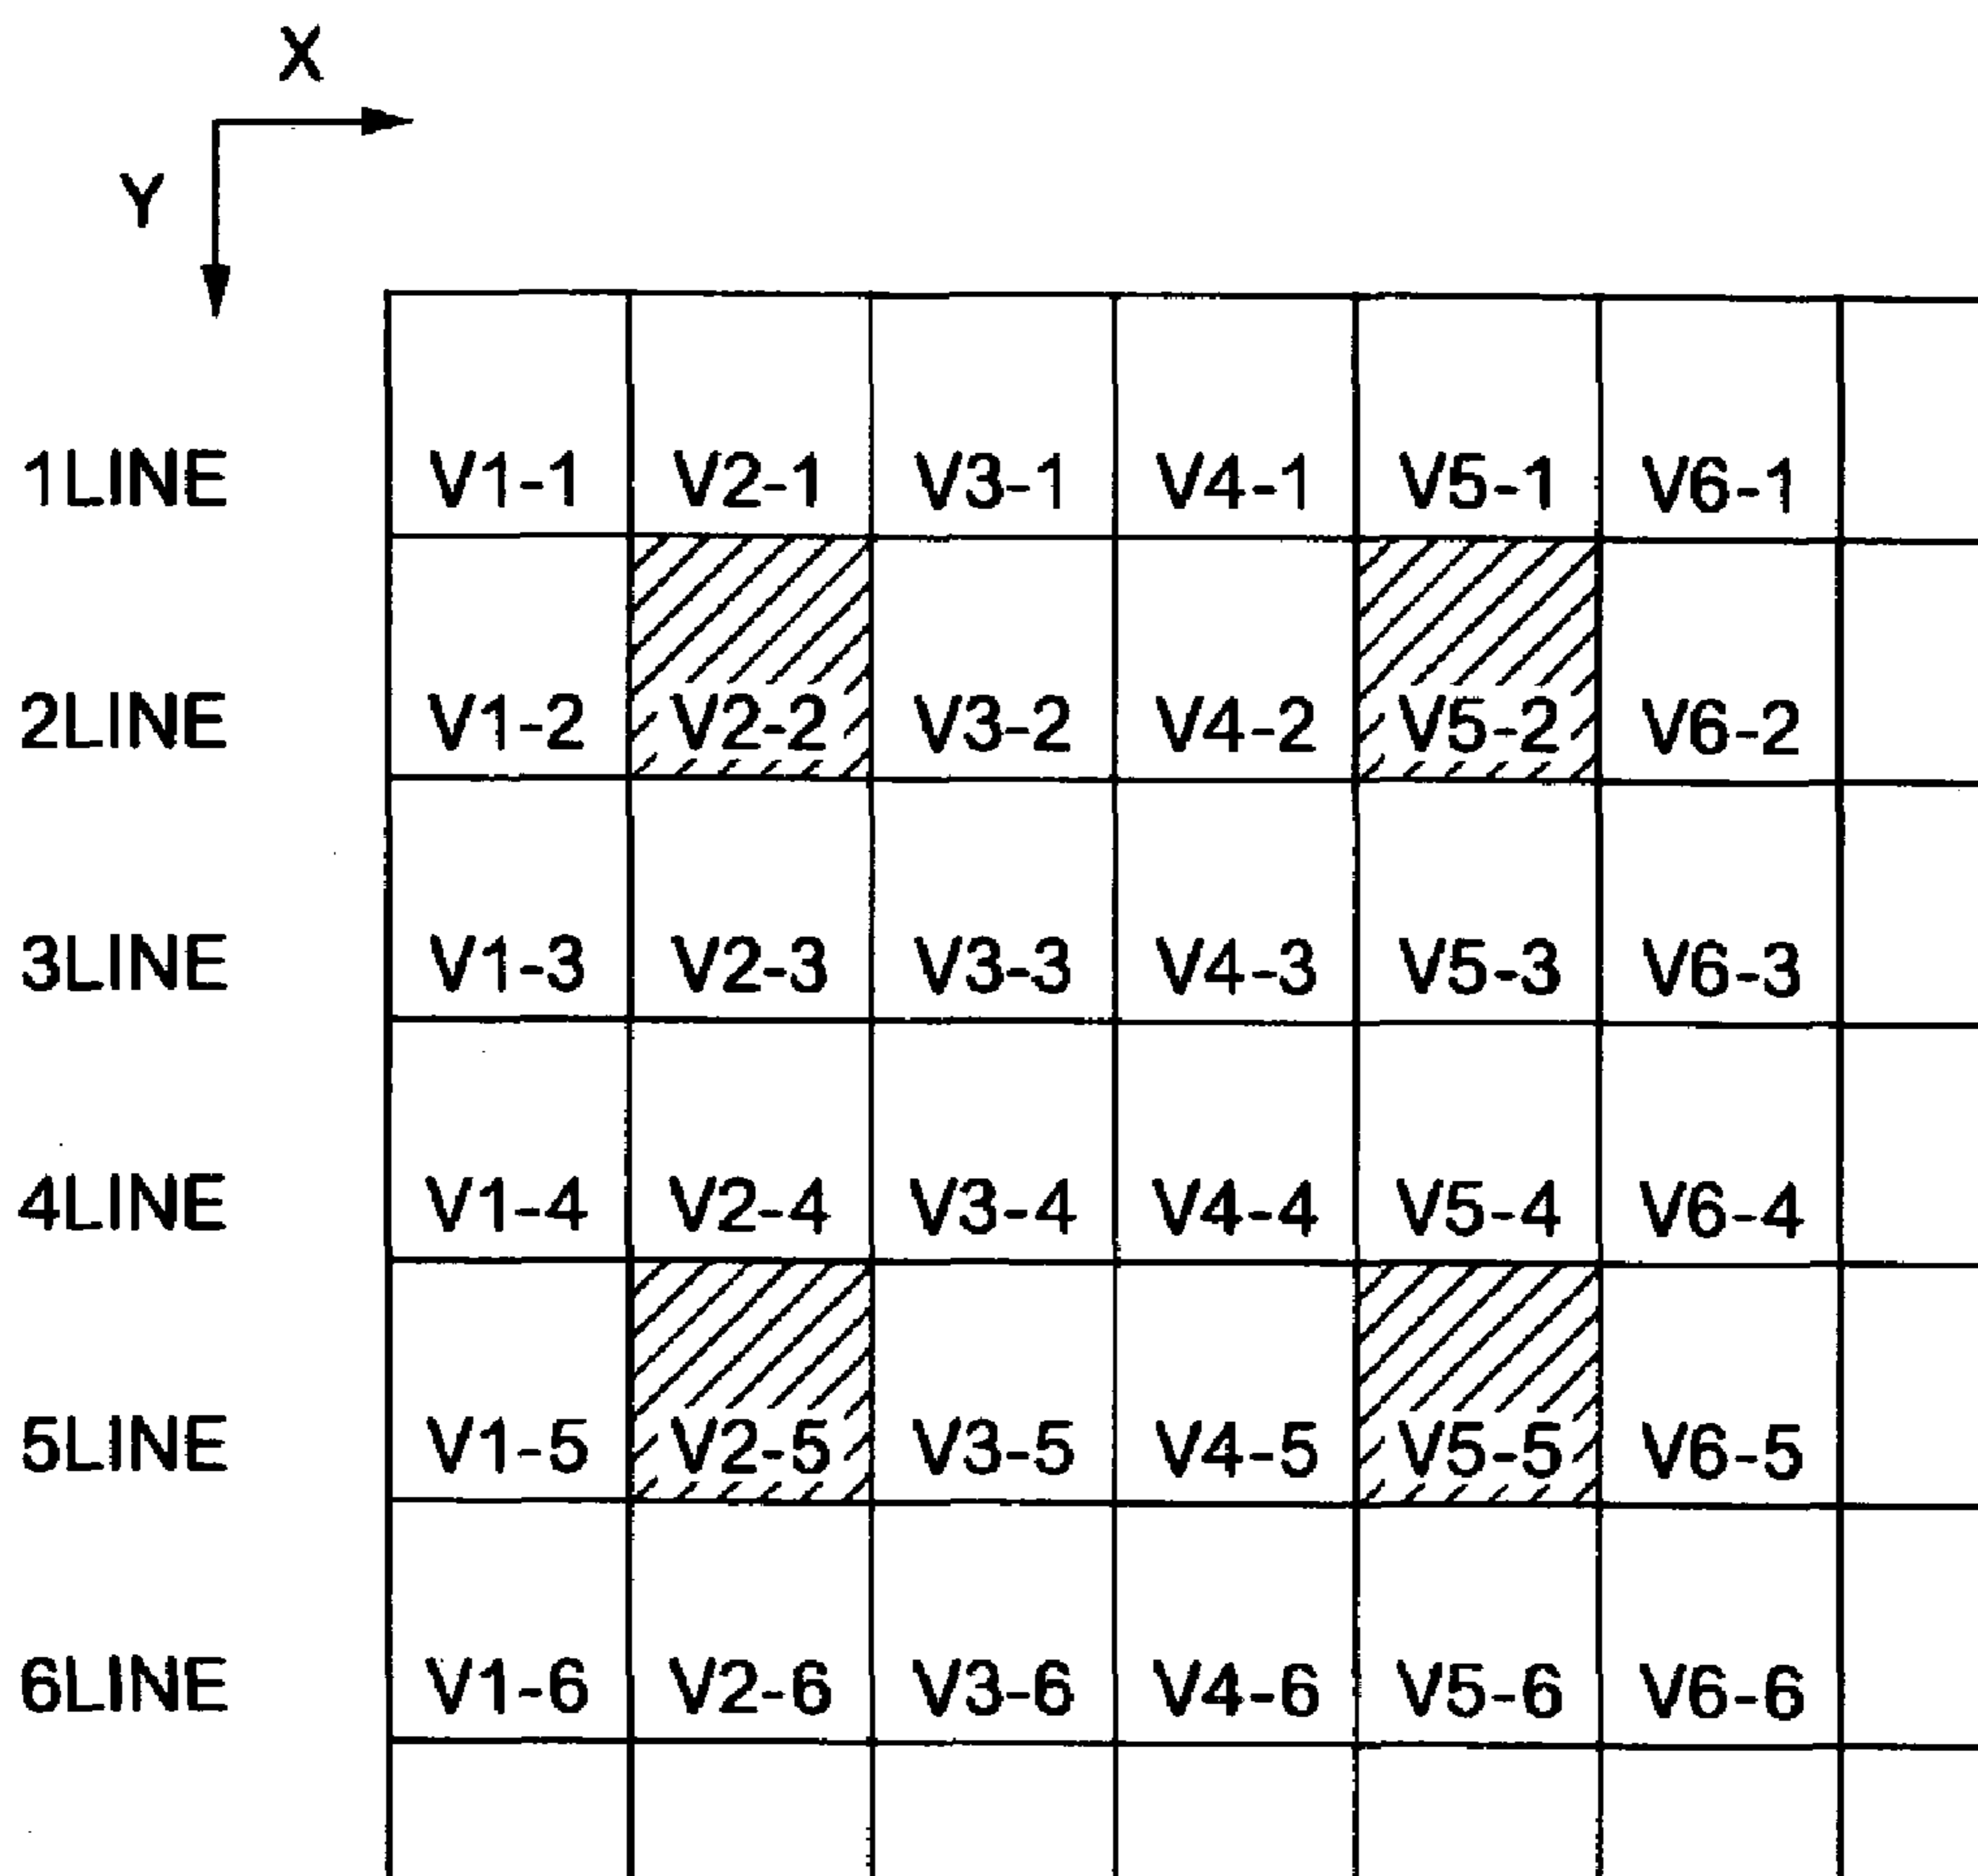 X
Y
1LINE V1-1 V2-1 V3-1 V4-1 V5-1 V6-1
2LINE V1-2 V2-2 V3-2 V4-2 V5-2 V6-2
3LINE V1-3 V2-3 V3-3 V4-3 V5-3 V6-3
4LINE V1-4 V2-4 V3-4 V4-4 V5-4 V6-4
5LINE V1-5 V2-5 V3-5 V4-5 V5-5 V6-5
6LINE V1-6 V2-6 V3-6 V4-6 V5-6 V6-6